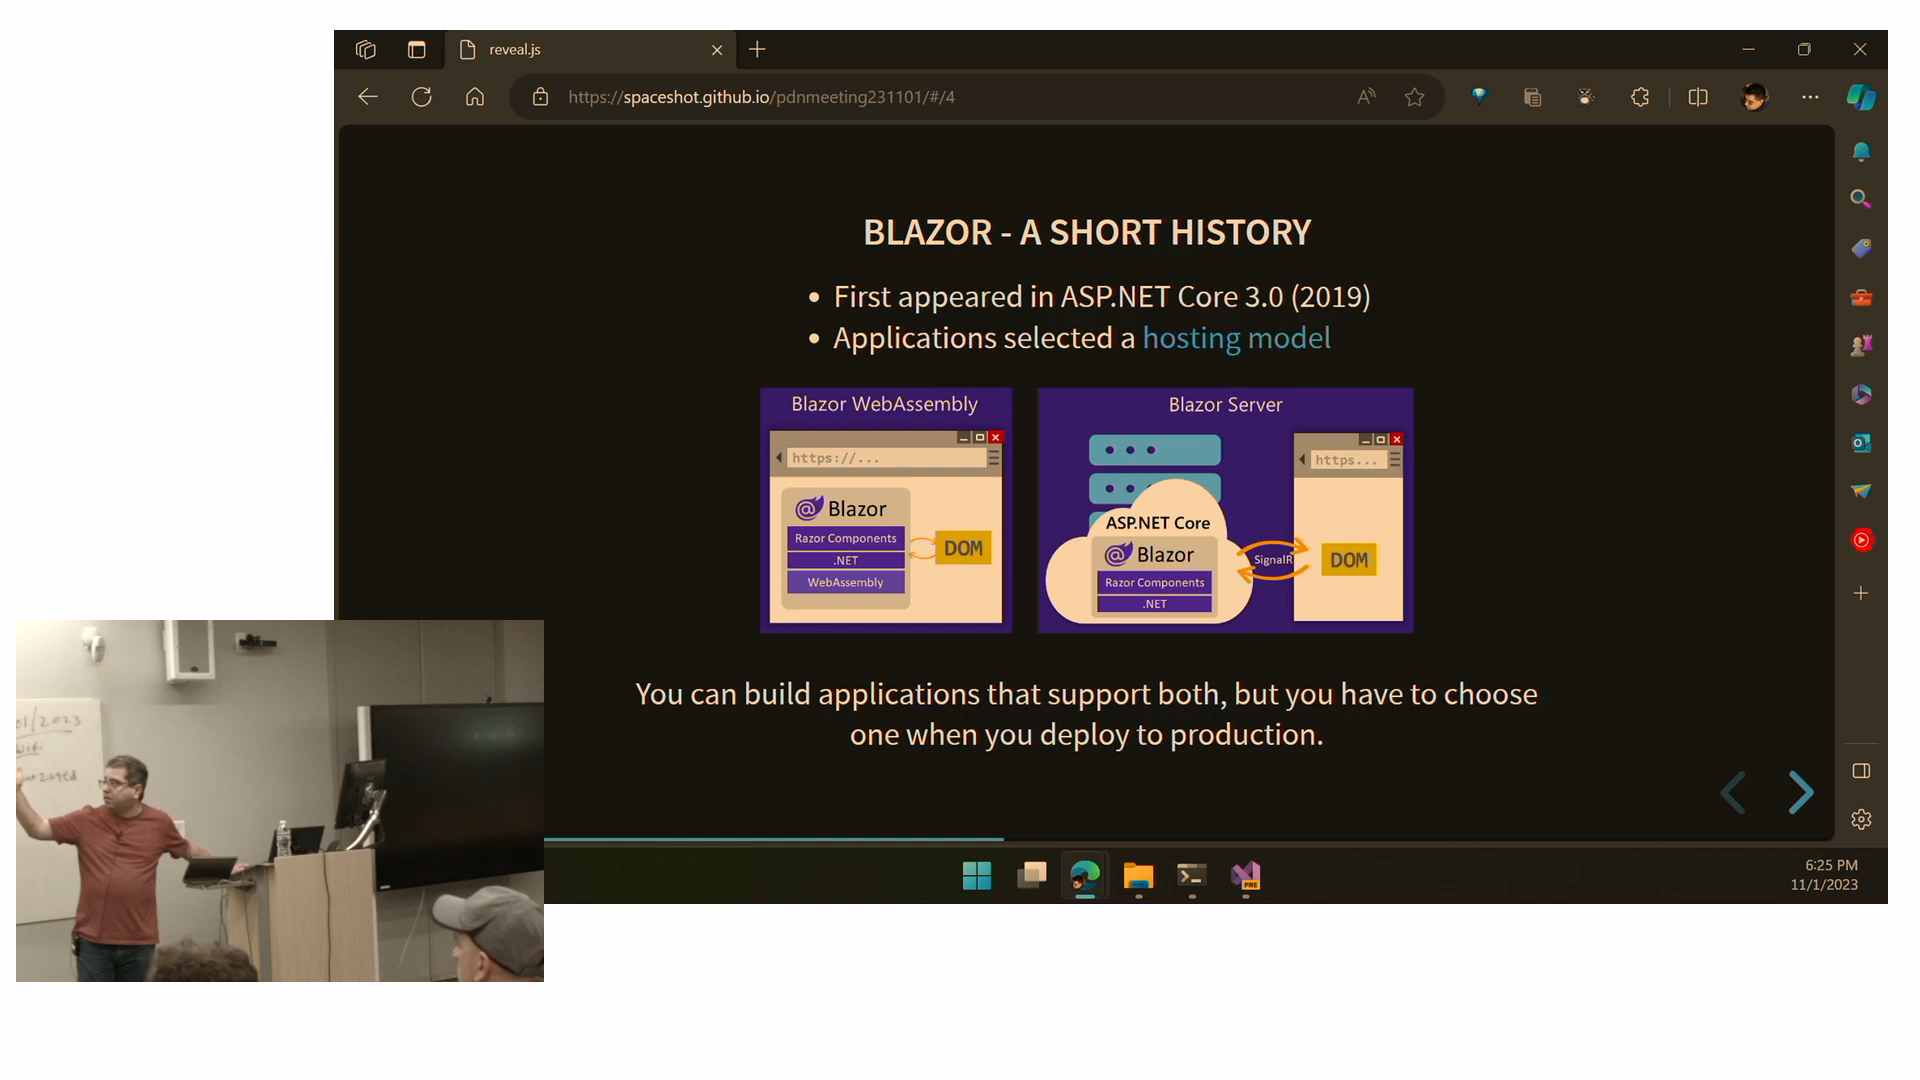 reveal.js
https://spaceshot.github.io/pdnmeeting231101/#/4
BLAZOR - A SHORT HISTORY
• First appeared in ASP.NET Core 3.0 (2019)
• Applications selected a hosting model
Blazor WebAssembly
https://...
Blazor
Razor Components
.NET
WebAssembly
DOM
Blazor Server
https...
ASP.NET Core
Blazor
Razor Components
.NET
SignalR
DOM
You can build applications that support both, but you have to choose
one when you deploy to production.
PRE
6:25 PM
11/1/2023
01/2023